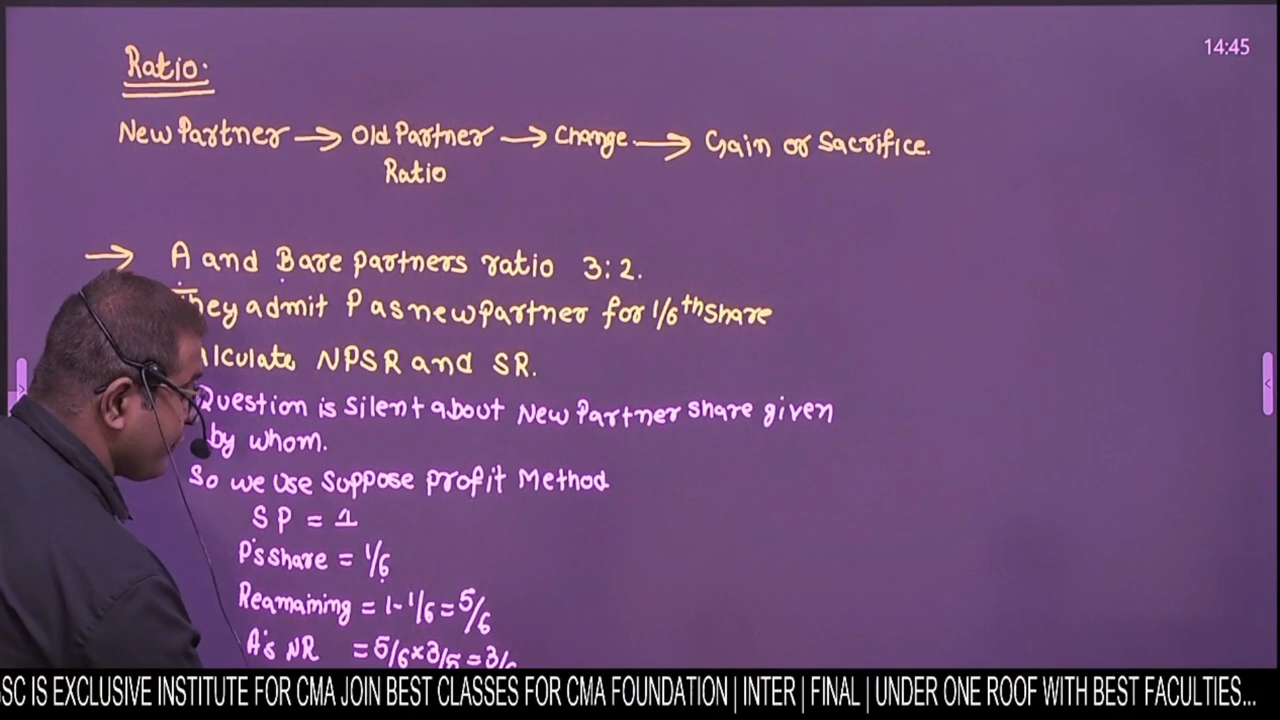 14:45
Ratio.
New Partner → Old Partner → Change → Gain or Sacrifice.
Ratio
→ A and B are partners ratio 3:2.
They admit P as new partner for 1/6th share
alculate NPSR and SR.
Question is silent about New Partner share given
by whom.
So we use suppose profit Method
SP = 1
P's share = 1/6
Reamaining = 1-1/6 = 5/6
A's NR = 5/6×3/5 = 3/6
GSC IS EXCLUSIVE INSTITUTE FOR CMA JOIN BEST CLASSES FOR CMA FOUNDATION | INTER | FINAL | UNDER ONE ROOF WITH BEST FACULTIES...